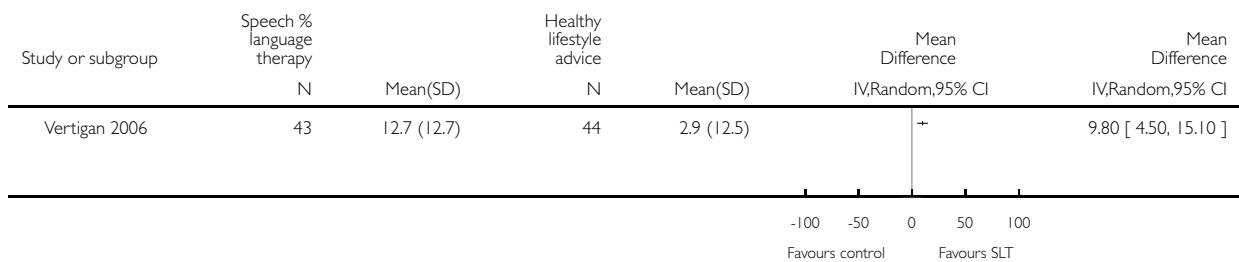 Study or subgroup
Speech %
language
therapy
Healthy
lifestyle
advice
Mean
Difference
Mean
Difference
N Mean(SD) N Mean(SD) IV,Random,95% CI IV,Random,95% CI
Vertigan 2006 43 12.7 (12.7) 44 2.9 (12.5) 9.80 [ 4.50, 15.10 ]
-100 -50 0 50 100
Favours control Favours SLT